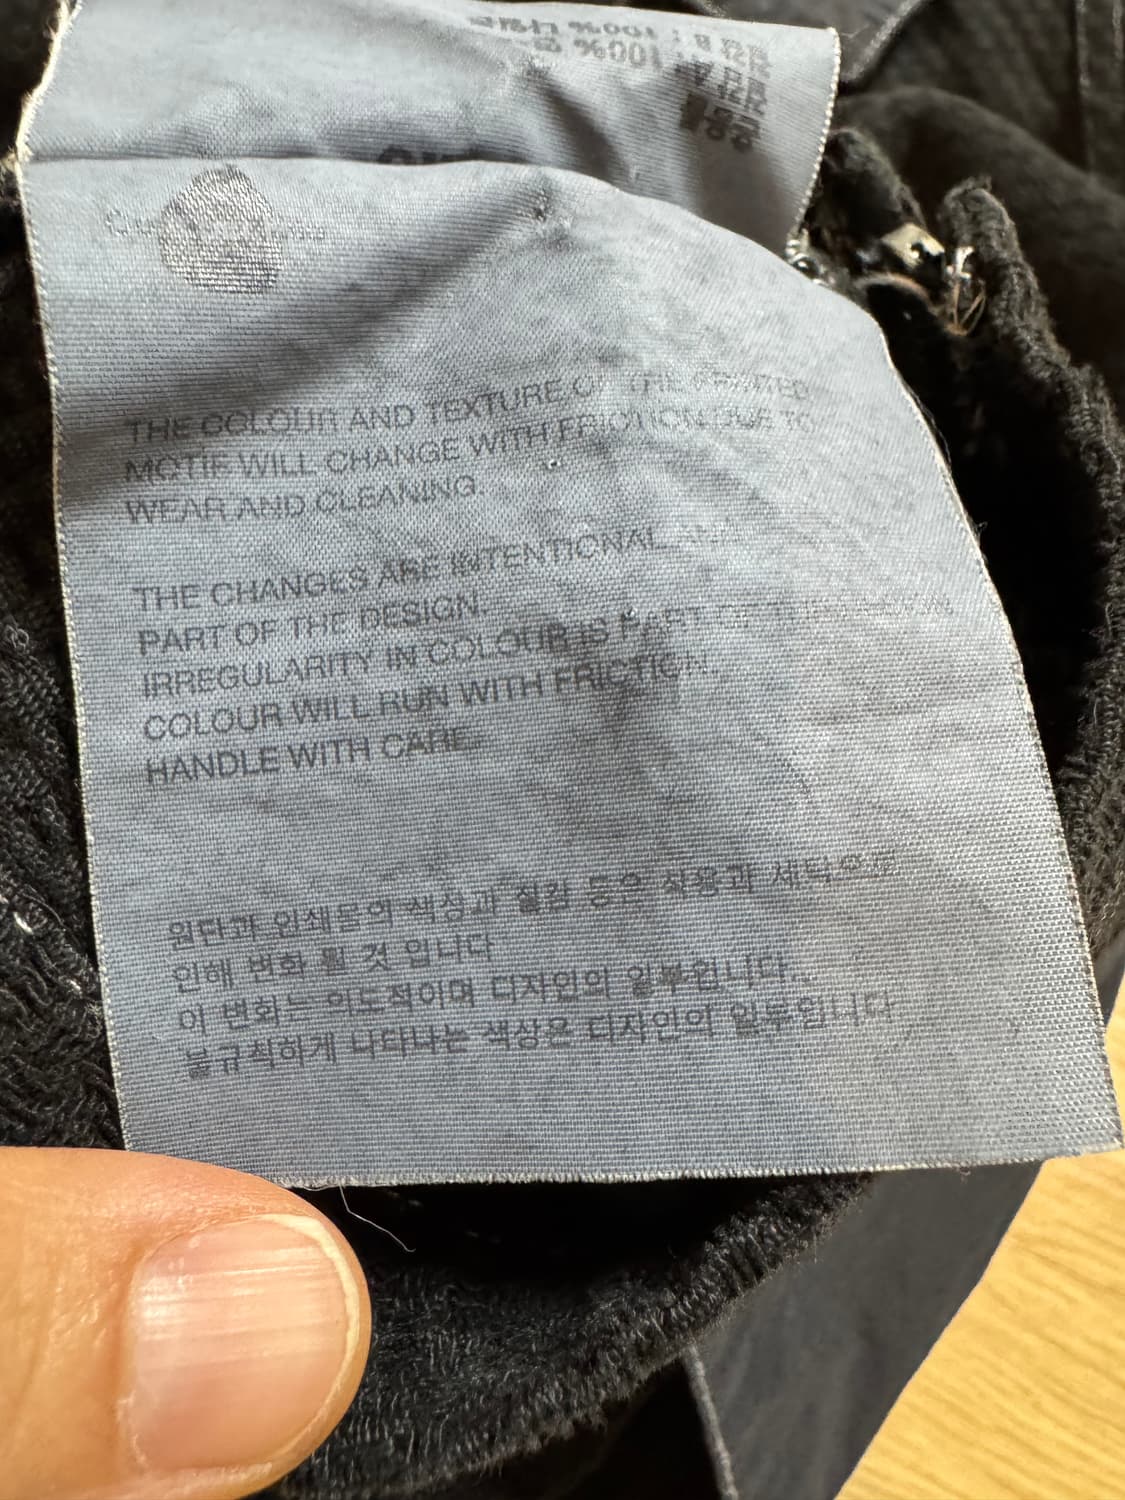 THE COLOUR AND TEXTURE OF THE PRINTED
MOTIF WILL CHANGE WITH FRICTION DUE TO
WEAR AND CLEANING.
THE CHANGES ARE INTENTIONAL AND
PART OF THE DESIGN.
IRREGULARITY IN COLOUR IS PART OF THE DESIGN.
COLOUR WILL RUN WITH FRICTION.
HANDLE WITH CARE.
원단과 인쇄문의 색상과 질감 등은 착용과 세탁으로
인해 변화 될 것 입니다
이 변화는 의도적이며 디자인의 일부입니다.
불규칙하게 나타나는 색상은 디자인의 일부입니다